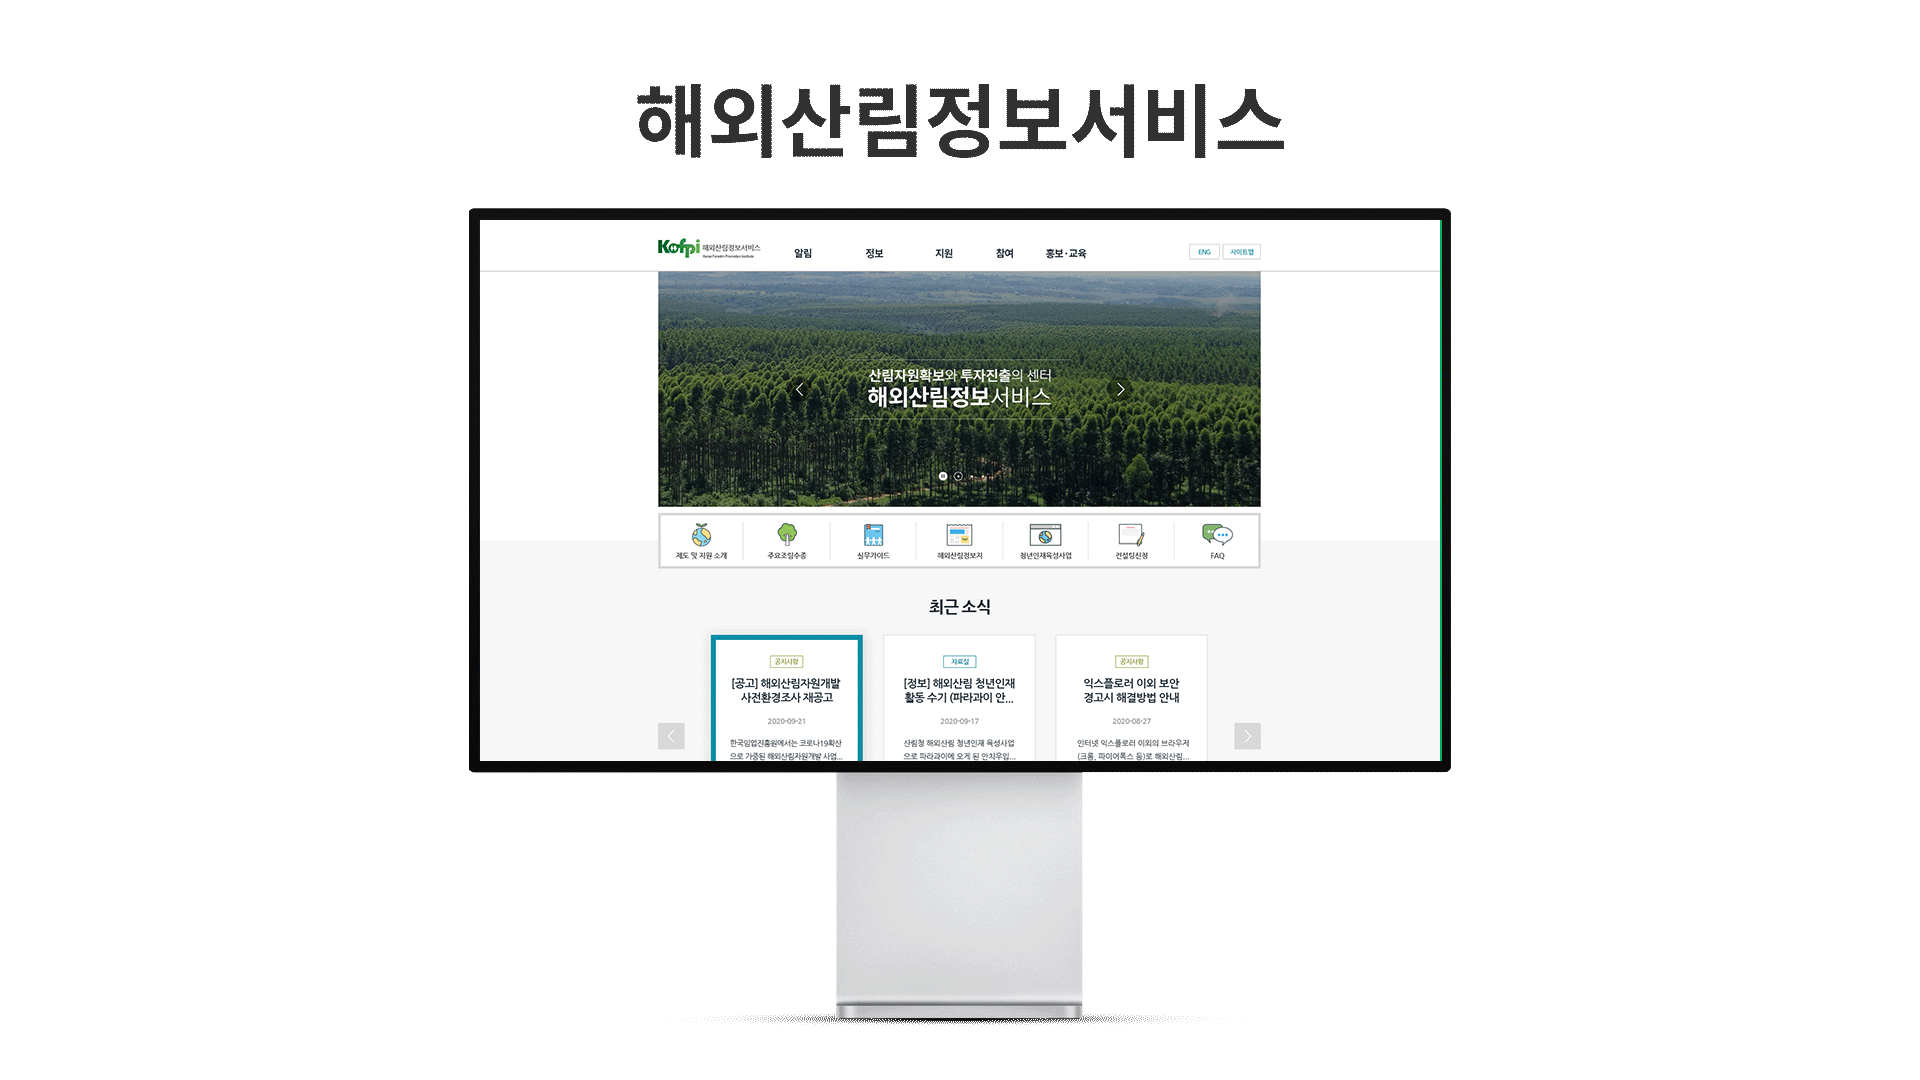 해외산림정보서비스
Kofpi 해외산림정보서비스
Korea Forestry Promotion Institute
알림 정보 지원 참여 홍보·교육
ENG 사이트맵
산림자원확보와 투자진출의 센터
해외산림정보서비스
제도 및 지원 소개 주요조림수종 실무가이드 해외산림정보지 청년인재육성사업 컨설팅신청 FAQ
최근 소식
공지사항
[공고] 해외산림자원개발
사전환경조사 재공고
2020-09-21
한국임업진흥원에서는 코로나19확산
으로 가중된 해외산림자원개발 사업...
자료실
[정보] 해외산림 청년인재
활동 수기 (파라과이 안...
2020-09-17
산림청 해외산림 청년인재 육성사업
으로 파라과이에 오게 된 안치우입...
공지사항
익스플로러 이외 보안
경고시 해결방법 안내
2020-08-27
인터넷 익스플로러 이외의 브라우저
(크롬, 파이어폭스 등)로 해외산림...